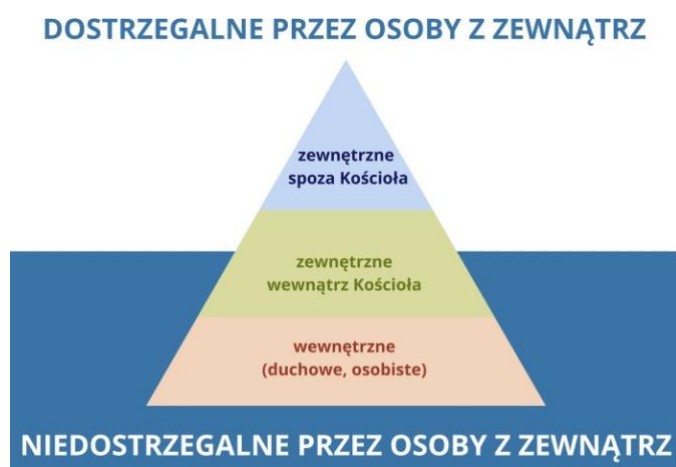 DOSTRZEGALNE PRZEZ OSOBY Z ZEWNĄTRZ
zewnętrzne
spoza Kościoła
zewnętrzne
wewnątrz Kościoła
wewnętrzne
(duchowe, osobiste)
NIEDOSTRZEGALNE PRZEZ OSOBY Z ZEWNĄTRZ